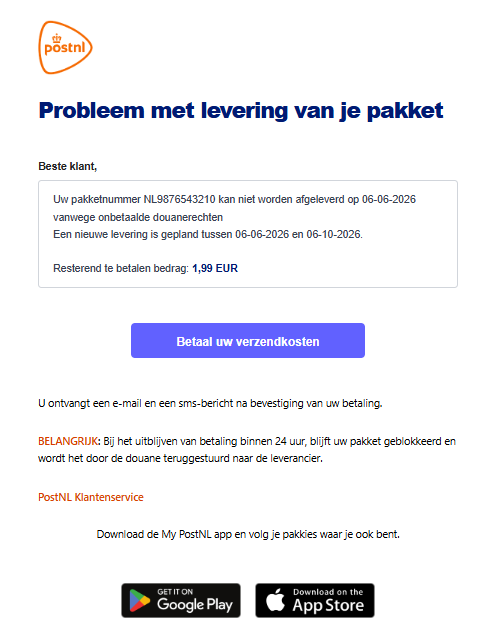 postnl
Probleem met levering van je pakket
Beste klant,
Uw pakketnummer NL9876543210 kan niet worden afgeleverd op 06-06-2026
vanwege onbetaalde douanerechten
Een nieuwe levering is gepland tussen 06-06-2026 en 06-10-2026.
Resterend te betalen bedrag: 1,99 EUR
Betaal uw verzendkosten
U ontvangt een e-mail en een sms-bericht na bevestiging van uw betaling.
BELANGRIJK: Bij het uitblijven van betaling binnen 24 uur, blijft uw pakket geblokkeerd en
wordt het door de douane teruggestuurd naar de leverancier.
PostNL Klantenservice
Download de My PostNL app en volg je pakkies waar je ook bent.
GET IT ON
Google Play
Download on the
App Store